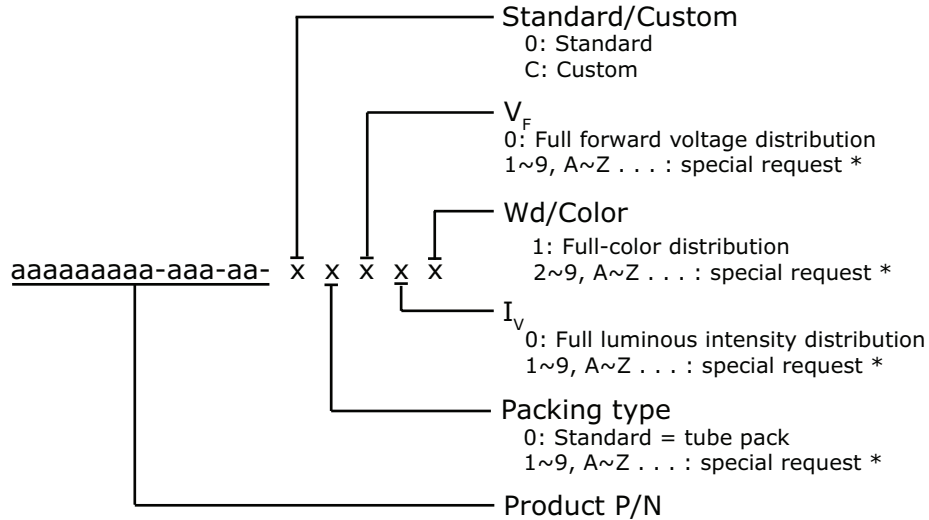 Standard/Custom
0: Standard
C: Custom
VF
0: Full forward voltage distribution
1~9, A~Z . . . : special request *
Wd/Color
1: Full-color distribution
2~9, A~Z . . . : special request *
aaaaaaaaa-aaa-aa- x x x x x
IV
0: Full luminous intensity distribution
1~9, A~Z . . . : special request *
Packing type
0: Standard = tube pack
1~9, A~Z . . . : special request *
Product P/N